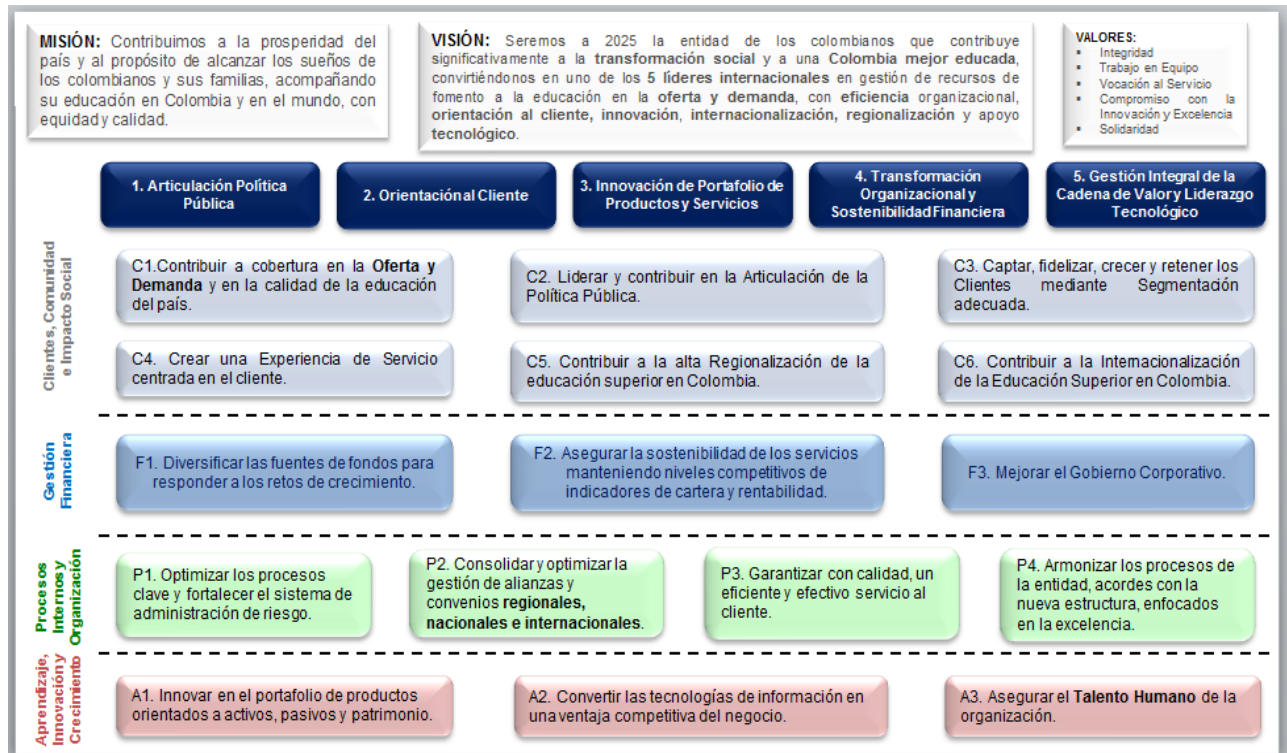 MISIÓN: Contribuimos a la prosperidad del
país y al propósito de alcanzar los sueños de
los colombianos y sus familias, acompañando
su educación en Colombia y en el mundo, con
equidad y calidad.
VISIÓN: Seremos a 2025 la entidad de los colombianos que contribuye
significativamente a la transformación social y a una Colombia mejor educada,
convirtiéndonos en uno de los 5 líderes internacionales en gestión de recursos de
fomento a la educación en la oferta y demanda, con eficiencia organizacional,
orientación al cliente, innovación, internacionalización, regionalización y apoyo
tecnológico.
VALORES:
▪ Integridad
▪ Trabajo en Equipo
▪ Vocación al Servicio
▪ Compromiso con la
Innovación y Excelencia
▪ Solidaridad
1. Articulación Política
Pública
2. Orientación al Cliente
3. Innovación de Portafolio de
Productos y Servicios
4. Transformación
Organizacional y
Sostenibilidad Financiera
5. Gestión Integral de la
Cadena de Valor y Liderazgo
Tecnológico
Clientes, Comunidad
e Impacto Social
C1.Contribuir a cobertura en la Oferta y
Demanda y en la calidad de la educación
del país.
C2. Liderar y contribuir en la Articulación de la
Política Pública.
C3. Captar, fidelizar, crecer y retener los
Clientes mediante Segmentación
adecuada.
C4. Crear una Experiencia de Servicio
centrada en el cliente.
C5. Contribuir a la alta Regionalización de la
educación superior en Colombia.
C6. Contribuir a la Internacionalización
de la Educación Superior en Colombia.
Gestión
Financiera
F1. Diversificar las fuentes de fondos para
responder a los retos de crecimiento.
F2. Asegurar la sostenibilidad de los servicios
manteniendo niveles competitivos de
indicadores de cartera y rentabilidad.
F3. Mejorar el Gobierno Corporativo.
Procesos
Internos y
Organización
P1. Optimizar los procesos
clave y fortalecer el sistema de
administración de riesgo.
P2. Consolidar y optimizar la
gestión de alianzas y
convenios regionales,
nacionales e internacionales.
P3. Garantizar con calidad, un
eficiente y efectivo servicio al
cliente.
P4. Armonizar los procesos de
la entidad, acordes con la
nueva estructura, enfocados
en la excelencia.
Aprendizaje,
Innovación y
Crecimiento
A1. Innovar en el portafolio de productos
orientados a activos, pasivos y patrimonio.
A2. Convertir las tecnologías de información en
una ventaja competitiva del negocio.
A3. Asegurar el Talento Humano de la
organización.